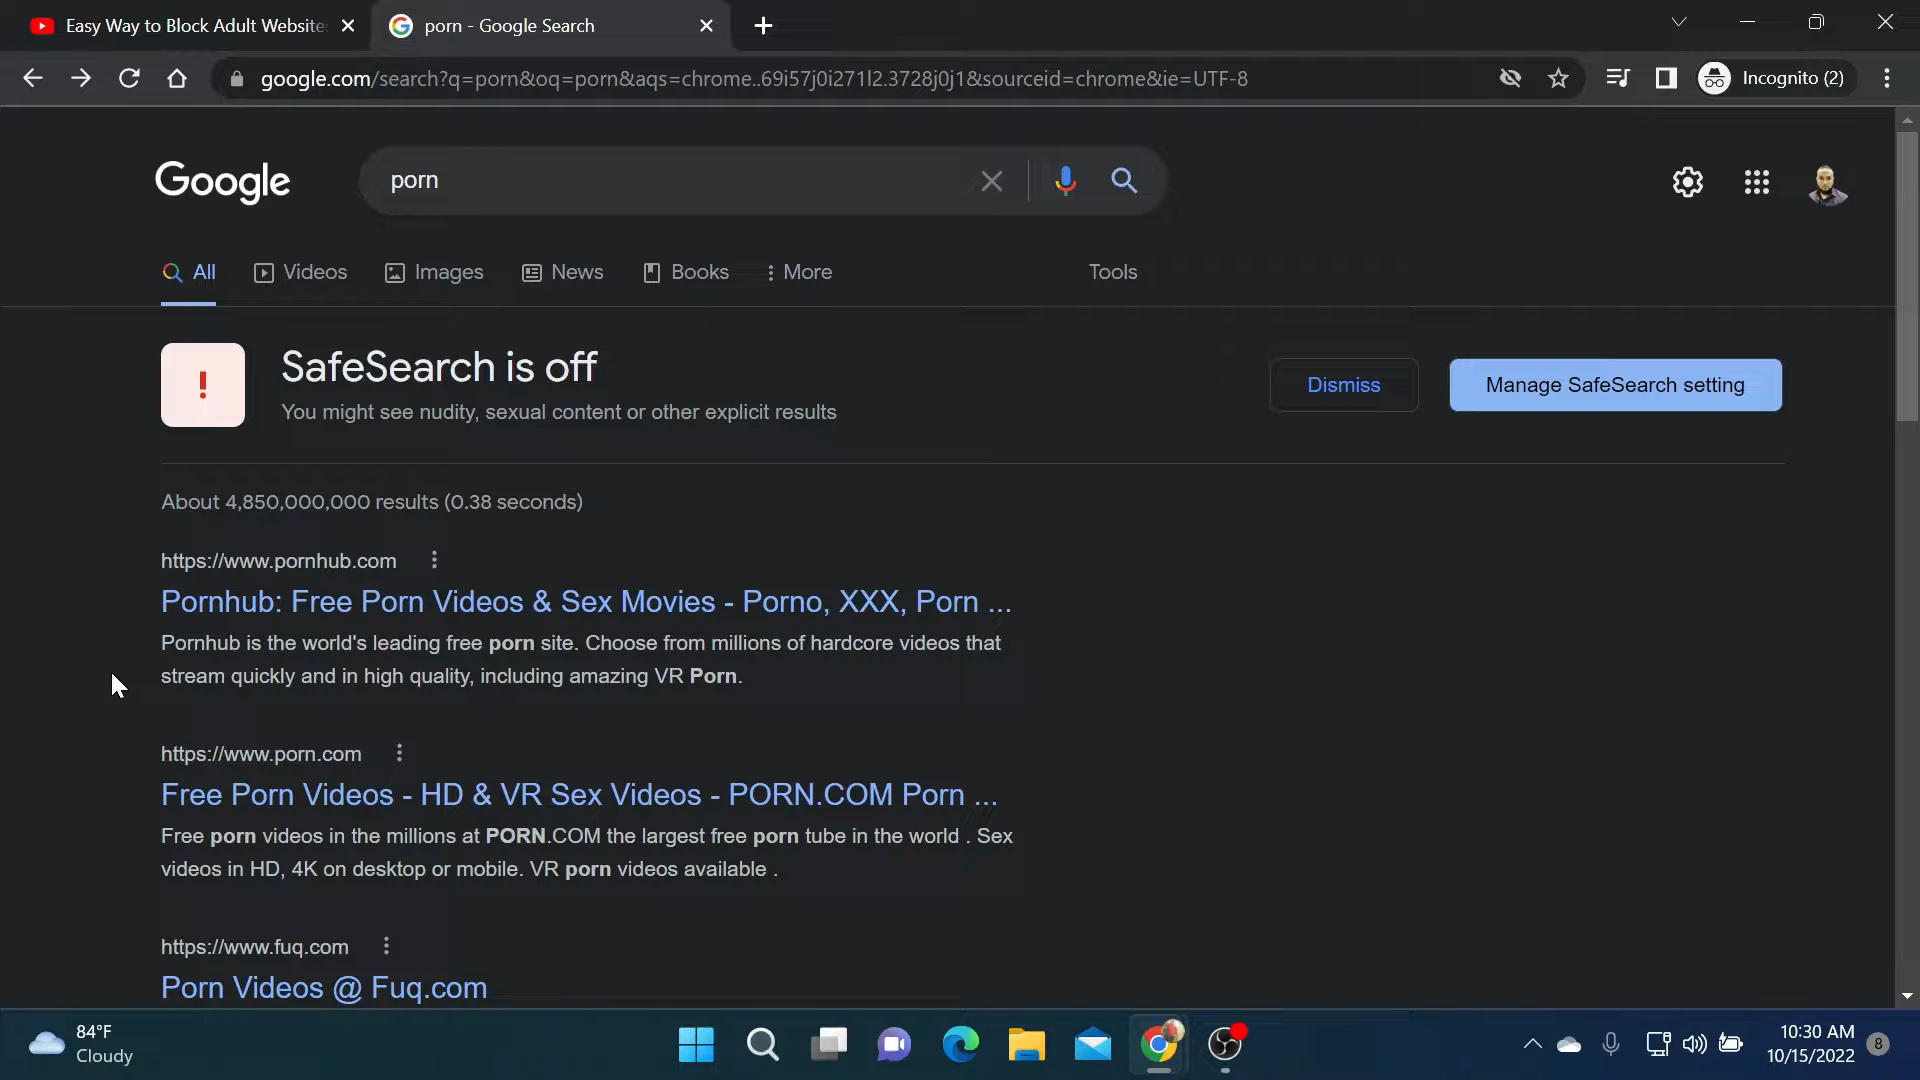 Easy Way to Block Adult Website
porn - Google Search
google.com/search?q=porn&oq=porn&aqs=chrome..69i57j0i271l2.3728j0j1&sourceid=chrome&ie=UTF-8
Incognito (2)
Google
porn
All
Videos
Images
News
Books
More
Tools
SafeSearch is off
You might see nudity, sexual content or other explicit results
Dismiss
Manage SafeSearch setting
About 4,850,000,000 results (0.38 seconds)
https://www.pornhub.com
Pornhub: Free Porn Videos & Sex Movies - Porno, XXX, Porn ...
Pornhub is the world's leading free porn site. Choose from millions of hardcore videos that
stream quickly and in high quality, including amazing VR Porn.
https://www.porn.com
Free Porn Videos - HD & VR Sex Videos - PORN.COM Porn ...
Free porn videos in the millions at PORN.COM the largest free porn tube in the world . Sex
videos in HD, 4K on desktop or mobile. VR porn videos available .
https://www.fuq.com
Porn Videos @ Fuq.com
84°F
Cloudy
10:30 AM
10/15/2022
8